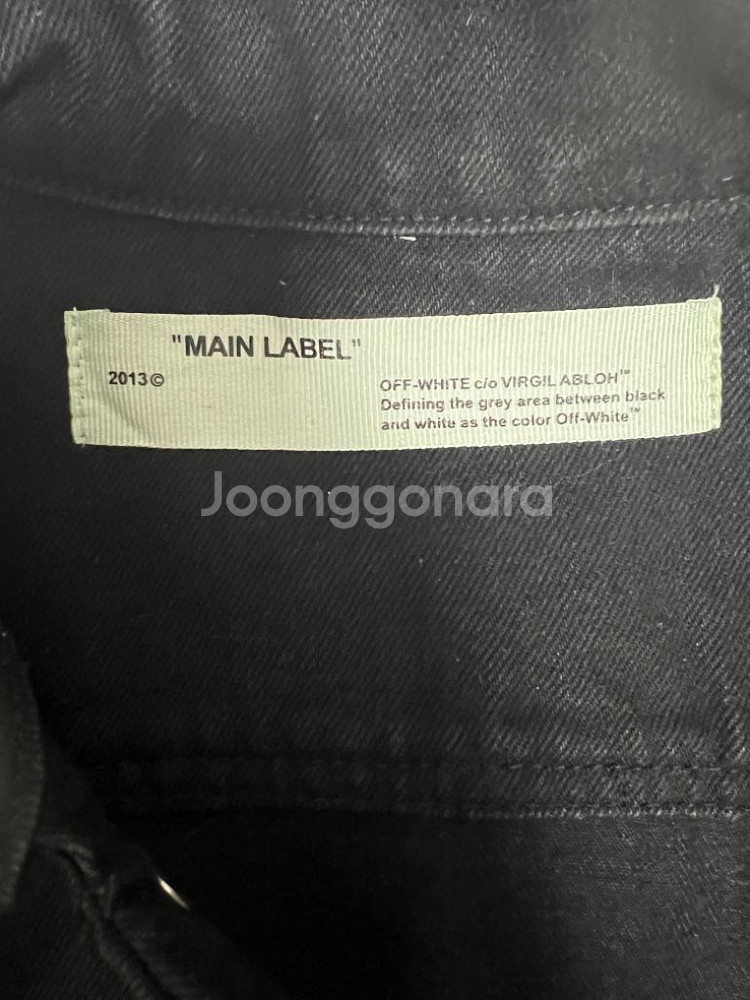 "MAIN LABEL"
2013©
OFF-WHITE c/o VIRGIL ABLOH™
Defining the grey area between black
and white as the color Off-White™
Joonggonara